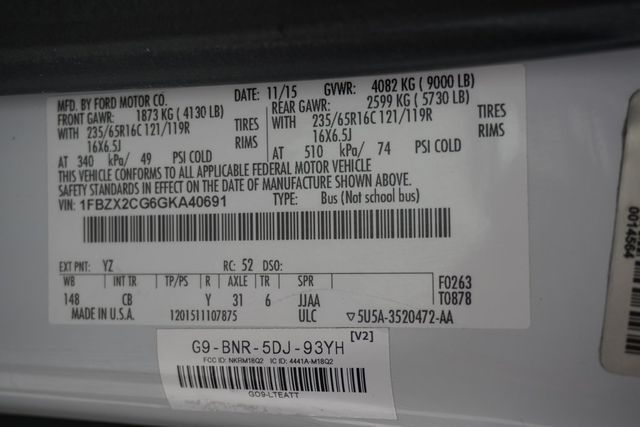 MFD. BY FORD MOTOR CO.
DATE: 11/15 GVWR: 4082 KG ( 9000 LB)
FRONT GAWR: 1873 KG ( 4130 LB)
REAR GAWR: 2599 KG ( 5730 LB)
WITH 235/65R16C 121/119R TIRES
WITH 235/65R16C 121/119R TIRES
16X6.5J RIMS
16X6.5J RIMS
AT 340 kPa/ 49 PSI COLD
AT 510 kPa/ 74 PSI COLD
THIS VEHICLE CONFORMS TO ALL APPLICABLE FEDERAL MOTOR VEHICLE
SAFETY STANDARDS IN EFFECT ON THE DATE OF MANUFACTURE SHOWN ABOVE.
VIN: 1FBZX2CG6GKA40691 TYPE: Bus (Not school bus)
EXT PNT: YZ RC: 52 DSO:
WB INT TR TP/PS R AXLE TR SPR F0263
148 CB Y 31 6 JJAA T0878
MADE IN U.S.A. 1201511107875 ULC ▽5U5A-3520472-AA
[V2]
G9-BNR-5DJ-93YH
FCC ID: NKRM18Q2 IC ID: 4441A-M18Q2
GO9-LTEATT
0014564